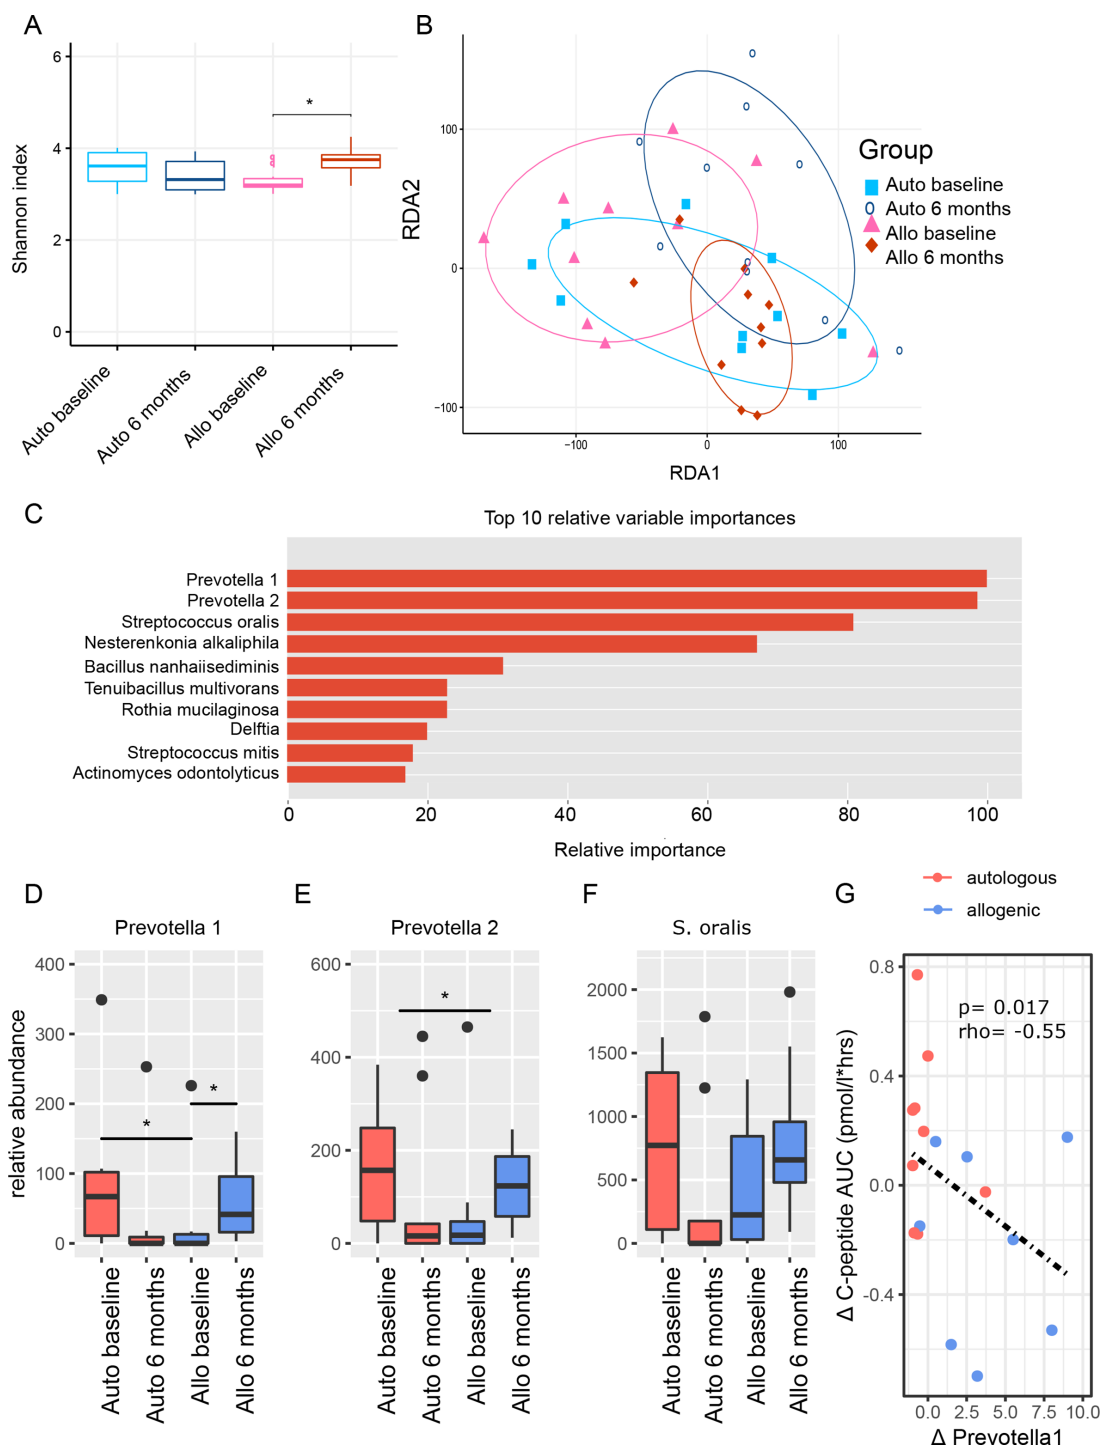 A
B
6
4
2
0
Shannon index
*
Auto baseline
Auto 6 months
Allo baseline
Allo 6 months
RDA2
100
0
−100
−100
0
100
RDA1
Group
Auto baseline
Auto 6 months
Allo baseline
Allo 6 months
C
Top 10 relative variable importances
Prevotella 1
Prevotella 2
Streptococcus oralis
Nesterenkonia alkaliphila
Bacillus nanhaiisediminis
Tenuibacillus multivorans
Rothia mucilaginosa
Delftia
Streptococcus mitis
Actinomyces odontolyticus
0 20 40 60 80 100
Relative importance
D
Prevotella 1
relative abundance
400
300
200
100
0
*
*
Auto baseline
Auto 6 months
Allo baseline
Allo 6 months
E
Prevotella 2
600
400
200
0
*
Auto baseline
Auto 6 months
Allo baseline
Allo 6 months
F
S. oralis
2000
1500
1000
500
0
Auto baseline
Auto 6 months
Allo baseline
Allo 6 months
G
autologous
allogenic
Δ C-peptide AUC (pmol/l*hrs)
0.8
0.4
0.0
-0.4
p= 0.017
rho= -0.55
0.0 2.5 5.0 7.5 10.0
Δ Prevotella1